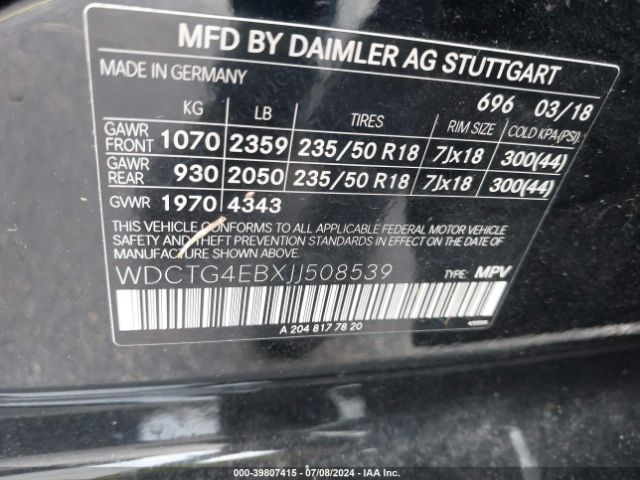 MFD BY DAIMLER AG STUTTGART
MADE IN GERMANY
696 03/18
KG LB TIRES RIM SIZE COLD KPA(PSI).
GAWR FRONT 1070 2359 235/50 R18 7Jx18 300(44)
GAWR REAR 930 2050 235/50 R18 7Jx18 300(44)
GVWR 1970 4343
THIS VEHICLE CONFORMS TO ALL APPLICABLE FEDERAL MOTOR VEHICLE
SAFETY AND THEFT PREVENTION STANDARDS IN EFFECT ON THE DATE OF
MANUFACTURE SHOWN ABOVE.
WDCTG4EBXJJ508539 TYPE: MPV
A 204 817 78 20
000-39807415 - 07/08/2024 - IAA Inc.